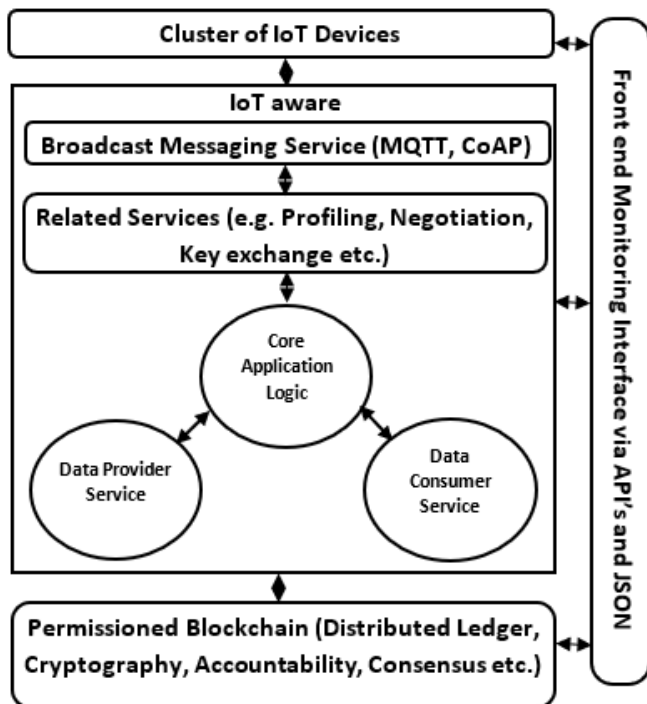 Cluster of IoT Devices
IoT aware
Broadcast Messaging Service (MQTT, CoAP)
Related Services (e.g. Profiling, Negotiation,
Key exchange etc.)
Core
Application
Logic
Data Provider
Service
Data
Consumer
Service
Permissioned Blockchain (Distributed Ledger,
Cryptography, Accountability, Consensus etc.)
Front end Monitoring Interface via API's and JSON